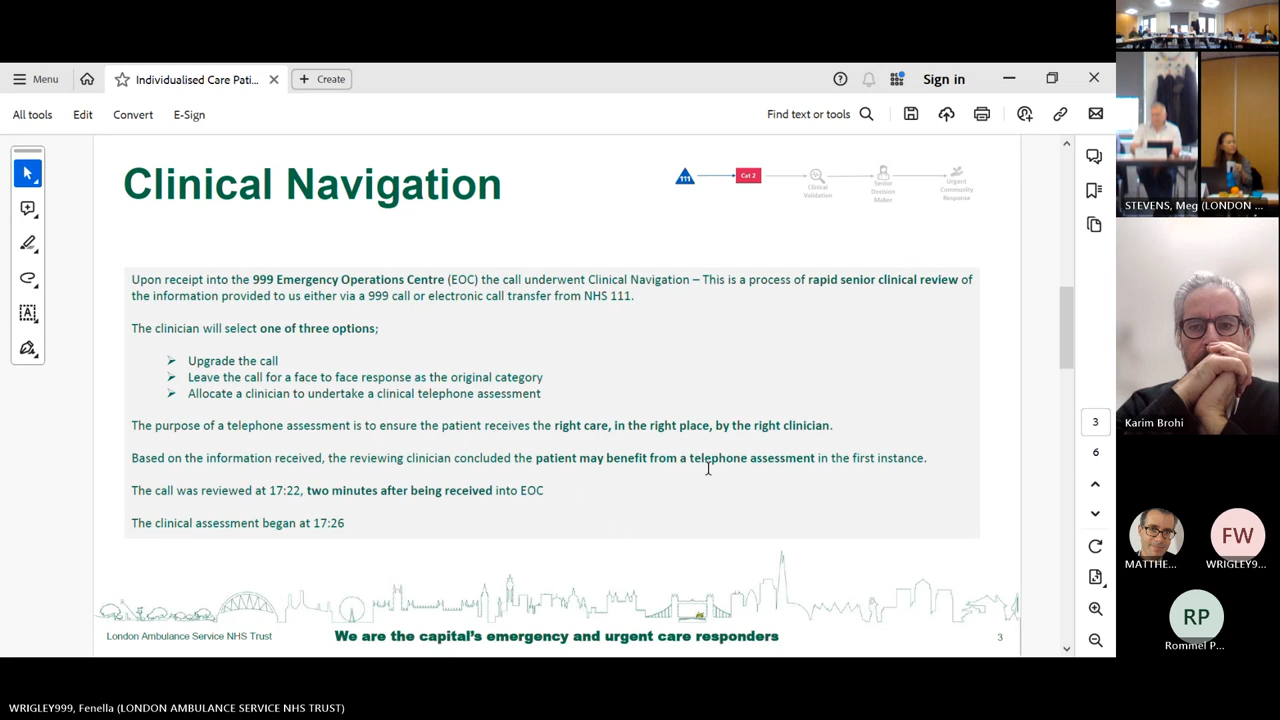 Menu
Individualised Care Pati...
Create
Sign in
All tools
Edit
Convert
E-Sign
Find text or tools
Clinical Navigation
111
Cat 2
Clinical Validation
Senior Decision Maker
Urgent Community Response
Upon receipt into the 999 Emergency Operations Centre (EOC) the call underwent Clinical Navigation – This is a process of rapid senior clinical review of
the information provided to us either via a 999 call or electronic call transfer from NHS 111.
The clinician will select one of three options;
Upgrade the call
Leave the call for a face to face response as the original category
Allocate a clinician to undertake a clinical telephone assessment
The purpose of a telephone assessment is to ensure the patient receives the right care, in the right place, by the right clinician.
Based on the information received, the reviewing clinician concluded the patient may benefit from a telephone assessment in the first instance.
The call was reviewed at 17:22, two minutes after being received into EOC
The clinical assessment began at 17:26
London Ambulance Service NHS Trust
We are the capital's emergency and urgent care responders
3
3
6
STEVENS, Meg (LONDON ...
Karim Brohi
FW
MATTHE...
WRIGLEY9...
RP
Rommel P...
WRIGLEY999, Fenella (LONDON AMBULANCE SERVICE NHS TRUST)